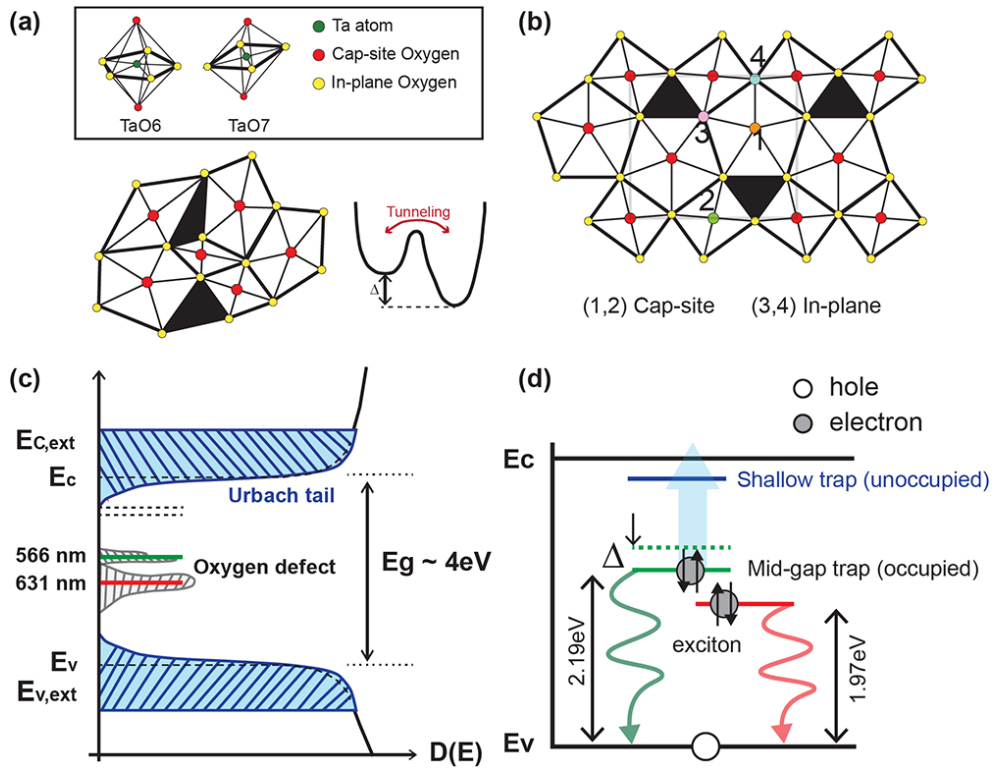 (a)
Ta atom
Cap-site Oxygen
In-plane Oxygen
TaO6
TaO7
Tunneling
Δ
(b)
4
3
1
2
(1,2) Cap-site
(3,4) In-plane
(c)
EC,ext
Ec
Urbach tail
566 nm
Oxygen defect
631 nm
Eg ~ 4eV
Ev
Ev,ext
D(E)
(d)
hole
electron
Ec
Shallow trap (unoccupied)
Δ
Mid-gap trap (occupied)
exciton
2.19eV
1.97eV
Ev